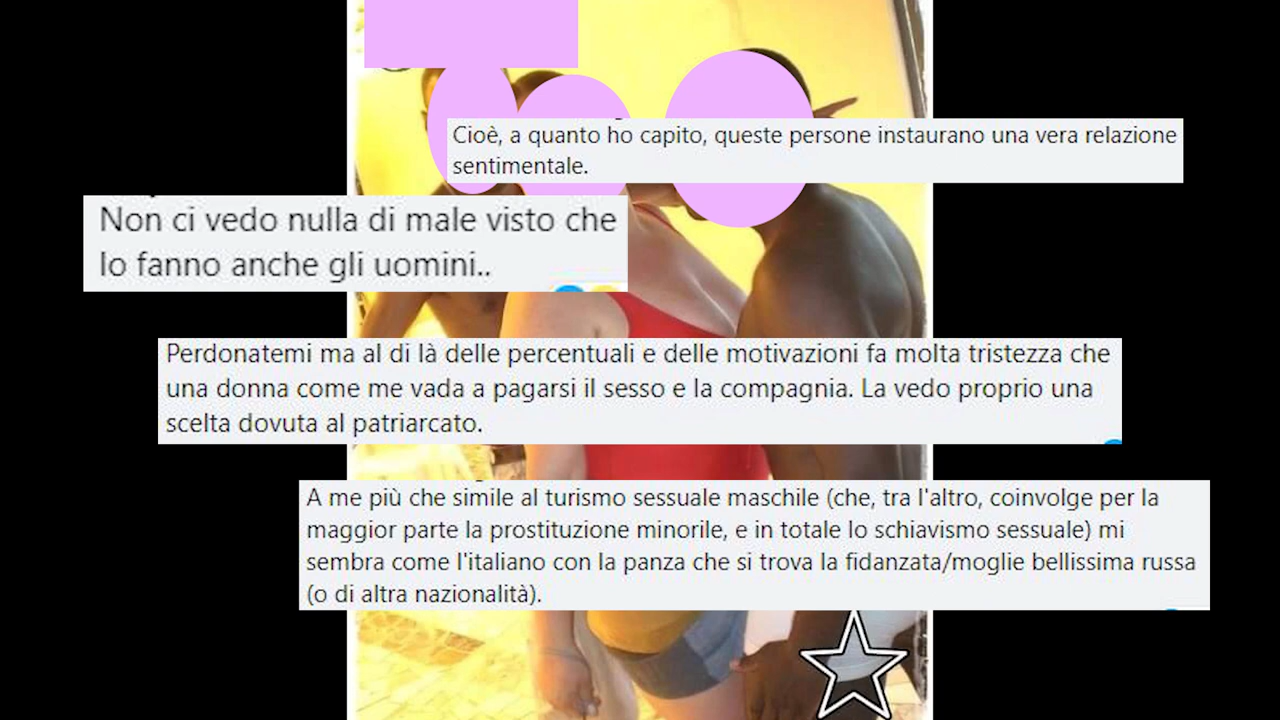 Cioè, a quanto ho capito, queste persone instaurano una vera relazione
sentimentale.
Non ci vedo nulla di male visto che
lo fanno anche gli uomini..
Perdonatemi ma al di là delle percentuali e delle motivazioni fa molta tristezza che
una donna come me vada a pagarsi il sesso e la compagnia. La vedo proprio una
scelta dovuta al patriarcato.
A me più che simile al turismo sessuale maschile (che, tra l'altro, coinvolge per la
maggior parte la prostituzione minorile, e in totale lo schiavismo sessuale) mi
sembra come l'italiano con la panza che si trova la fidanzata/moglie bellissima russa
(o di altra nazionalità).